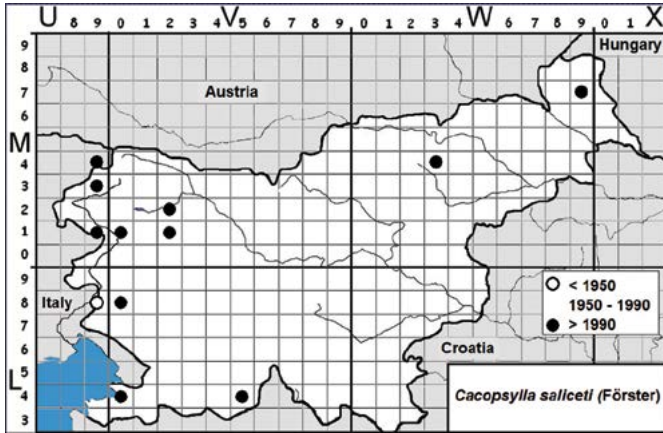 U 8 9 0 1 2 3 4 V 5 6 7 8 9 0 1 2 3 4 W 6 7 8 9 0 1 X
9
Hungary
8
Austria
7
6
M
4
3
2
1
0
9
< 1950
Italy
8
1950 - 1990
7
> 1990
6
Croatia
L
5
4
Cacopsylla saliceti (Förster)
3